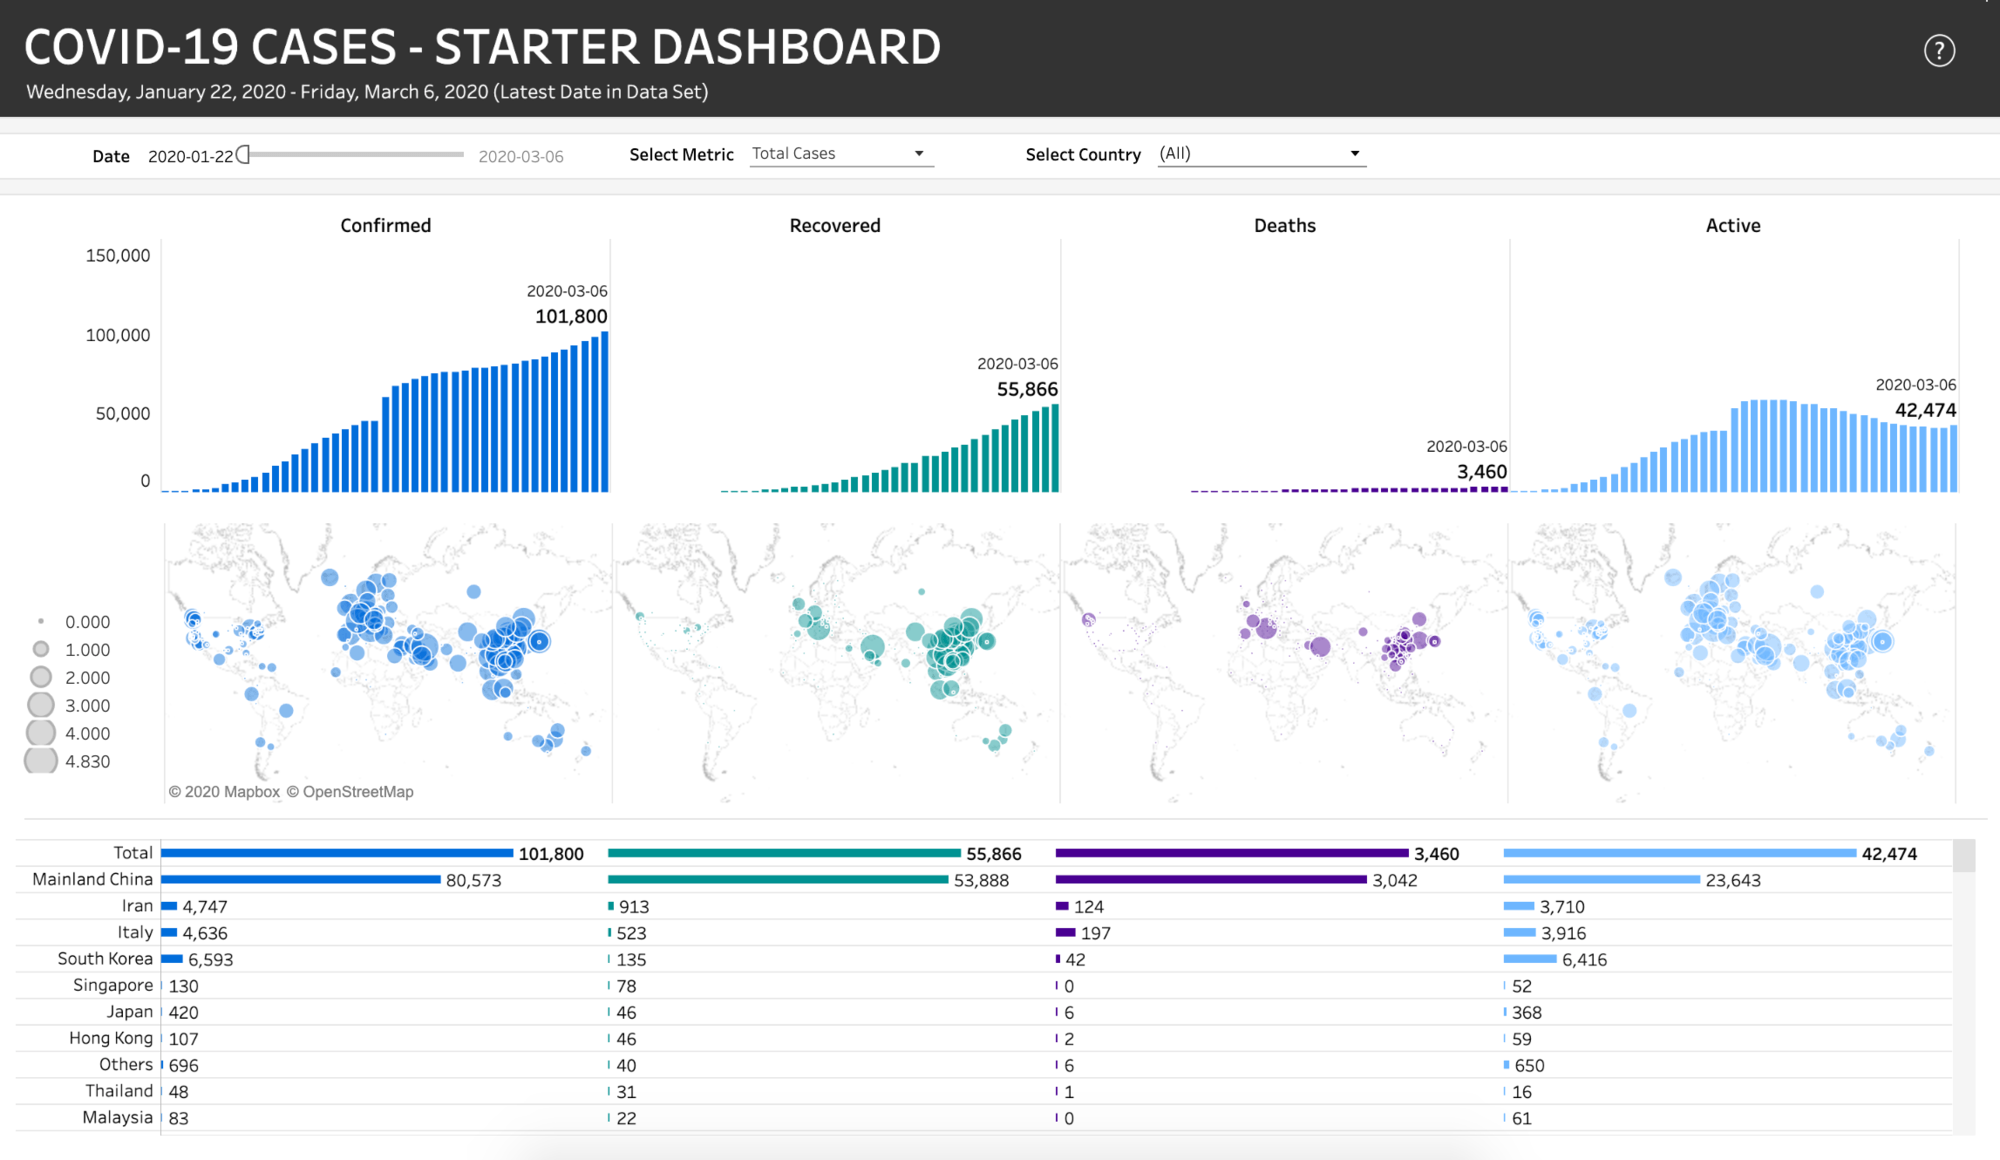 COVID-19 CASES - STARTER DASHBOARD
?
Wednesday, January 22, 2020 - Friday, March 6, 2020 (Latest Date in Data Set)
Date 2020-01-22 2020-03-06 Select Metric Total Cases Select Country (All)
Confirmed Recovered Deaths Active
150,000
100,000
50,000
0
2020-03-06
101,800
2020-03-06
55,866
2020-03-06
3,460
2020-03-06
42,474
0.000
1.000
2.000
3.000
4.000
4.830
© 2020 Mapbox © OpenStreetMap
Total 101,800 55,866 3,460 42,474
Mainland China 80,573 53,888 3,042 23,643
Iran 4,747 913 124 3,710
Italy 4,636 523 197 3,916
South Korea 6,593 135 42 6,416
Singapore 130 78 0 52
Japan 420 46 6 368
Hong Kong 107 46 2 59
Others 696 40 6 650
Thailand 48 31 1 16
Malaysia 83 22 0 61